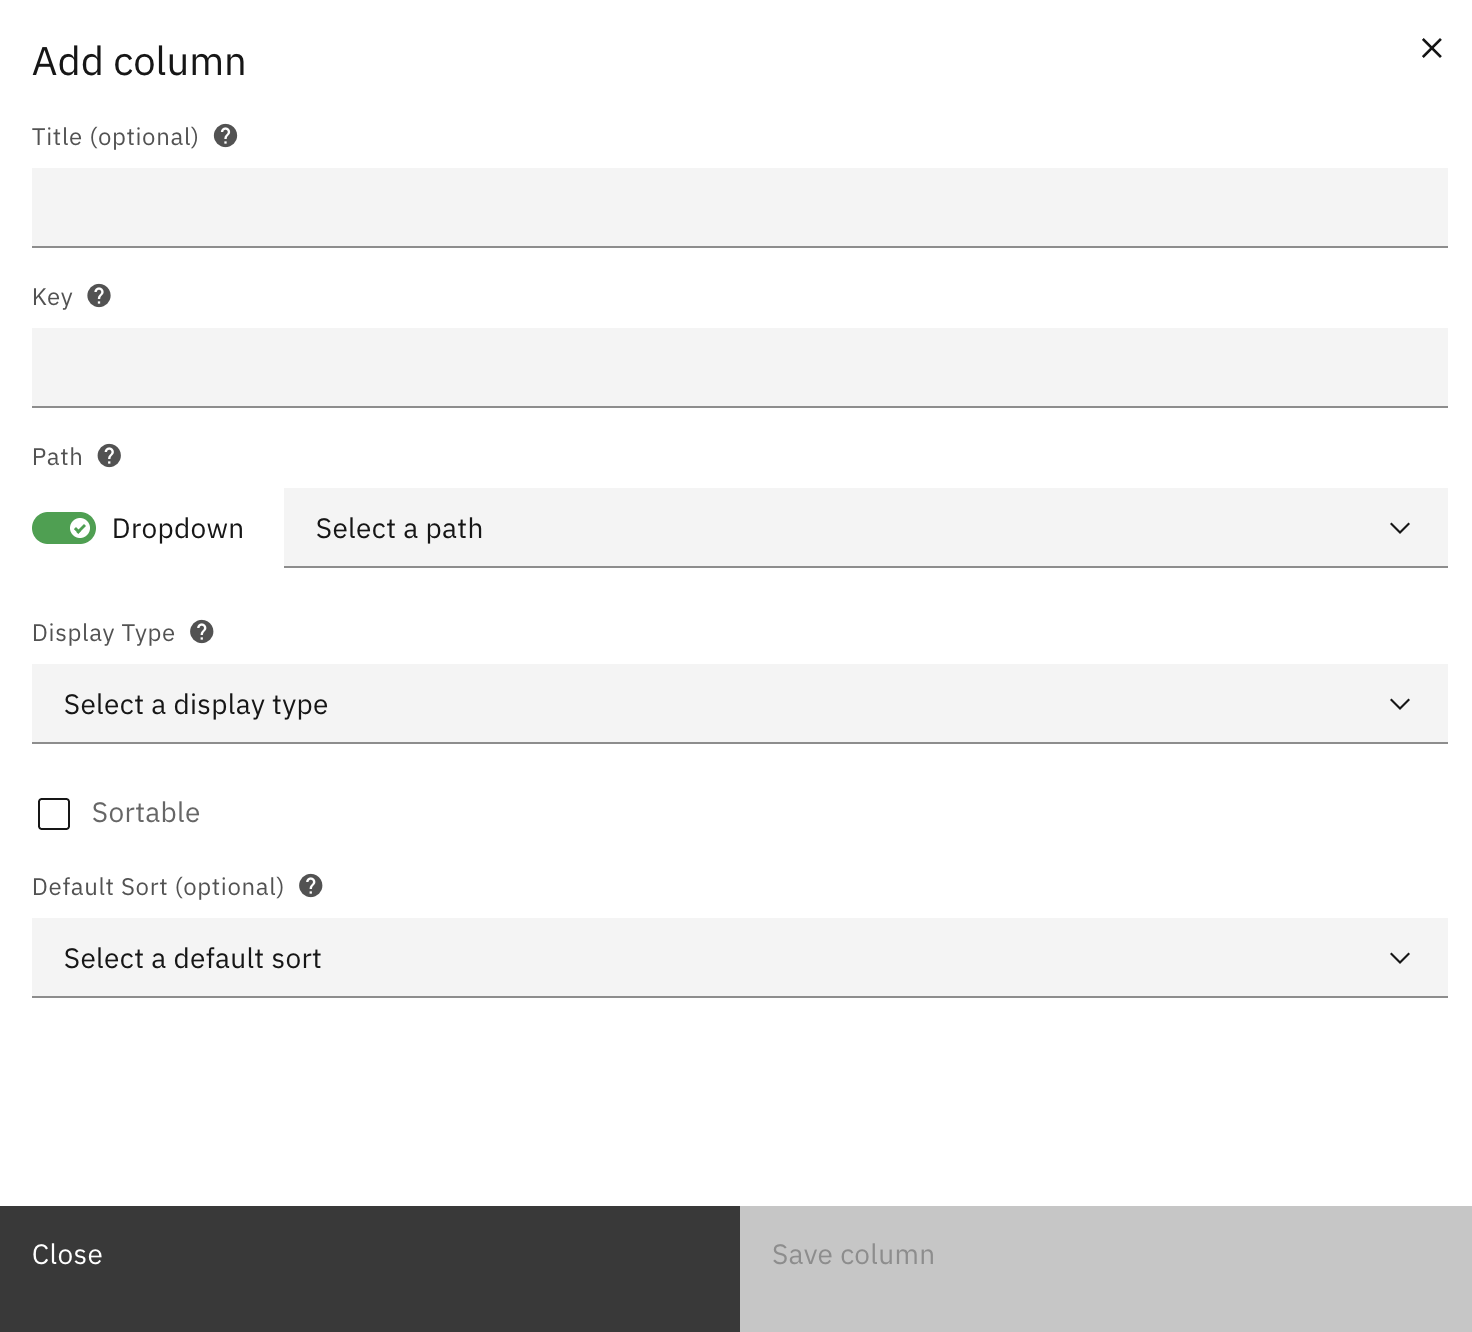 Add column
Title (optional)
Key
Path
Dropdown
Select a path
Display Type
Select a display type
Sortable
Default Sort (optional)
Select a default sort
Close
Save column